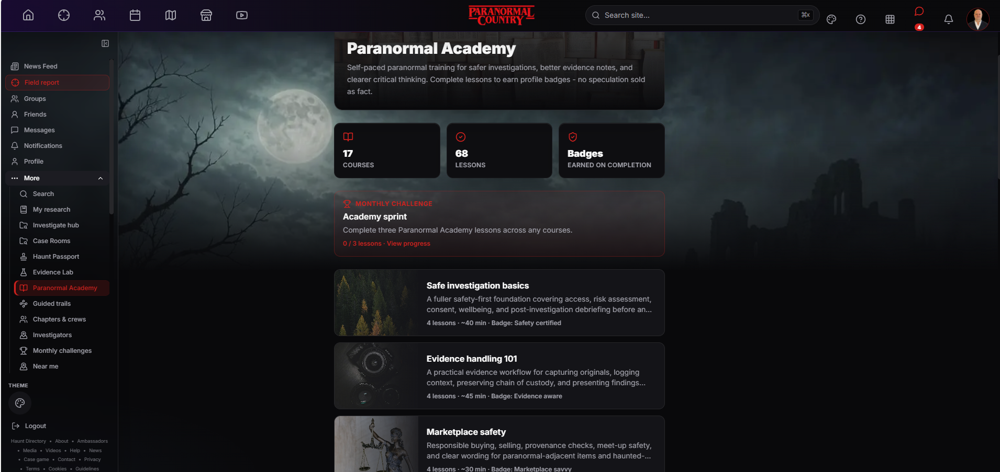 PARANORMAL
COUNTRY
Search site...
⌘K
4
News Feed
Field report
Groups
Friends
Messages
Notifications
Profile
More
Search
My research
Investigate hub
Case Rooms
Haunt Passport
Evidence Lab
Paranormal Academy
Guided trails
Chapters & crews
Investigators
Monthly challenges
Near me
THEME
Logout
Haunt Directory • About • Ambassadors
• Media • Videos • Help • News
• Case game • Contact • Privacy
• Terms • Cookies • Guidelines
Paranormal Academy
Self-paced paranormal training for safer investigations, better evidence notes, and
clearer critical thinking. Complete lessons to earn profile badges - no speculation sold
as fact.
17
COURSES
68
LESSONS
Badges
EARNED ON COMPLETION
MONTHLY CHALLENGE
Academy sprint
Complete three Paranormal Academy lessons across any courses.
0 / 3 lessons · View progress
Safe investigation basics
A fuller safety-first foundation covering access, risk assessment,
consent, wellbeing, and post-investigation debriefing before an...
4 lessons · ~40 min · Badge: Safety certified
Evidence handling 101
A practical evidence workflow for capturing originals, logging
context, preserving chain of custody, and presenting findings...
4 lessons · ~45 min · Badge: Evidence aware
Marketplace safety
Responsible buying, selling, provenance checks, meet-up safety,
and clear wording for paranormal-adjacent items and haunted-...
4 lessons · ~30 min · Badge: Marketplace savvy